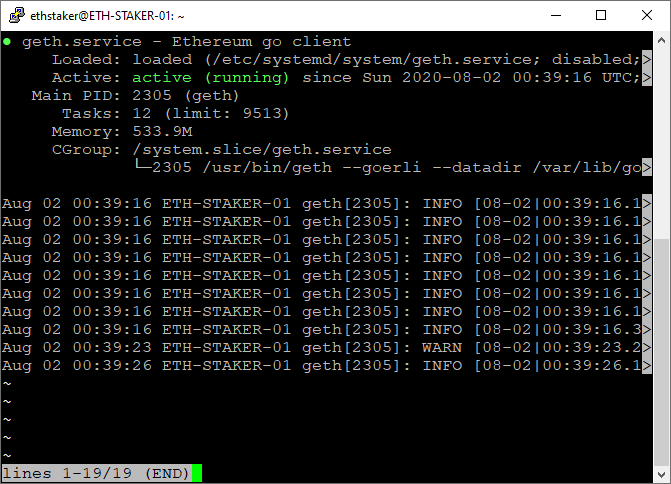 ethstaker@ETH-STAKER-01: ~
● geth.service - Ethereum go client
Loaded: loaded (/etc/systemd/system/geth.service; disabled;>
Active: active (running) since Sun 2020-08-02 00:39:16 UTC;>
Main PID: 2305 (geth)
Tasks: 12 (limit: 9513)
Memory: 533.9M
CGroup: /system.slice/geth.service
└─2305 /usr/bin/geth --goerli --datadir /var/lib/go>
Aug 02 00:39:16 ETH-STAKER-01 geth[2305]: INFO [08-02|00:39:16.1>
Aug 02 00:39:16 ETH-STAKER-01 geth[2305]: INFO [08-02|00:39:16.1>
Aug 02 00:39:16 ETH-STAKER-01 geth[2305]: INFO [08-02|00:39:16.1>
Aug 02 00:39:16 ETH-STAKER-01 geth[2305]: INFO [08-02|00:39:16.1>
Aug 02 00:39:16 ETH-STAKER-01 geth[2305]: INFO [08-02|00:39:16.1>
Aug 02 00:39:16 ETH-STAKER-01 geth[2305]: INFO [08-02|00:39:16.1>
Aug 02 00:39:16 ETH-STAKER-01 geth[2305]: INFO [08-02|00:39:16.1>
Aug 02 00:39:16 ETH-STAKER-01 geth[2305]: INFO [08-02|00:39:16.3>
Aug 02 00:39:23 ETH-STAKER-01 geth[2305]: WARN [08-02|00:39:23.2>
Aug 02 00:39:26 ETH-STAKER-01 geth[2305]: INFO [08-02|00:39:26.1>
~
~
~
~
~
lines 1-19/19 (END)